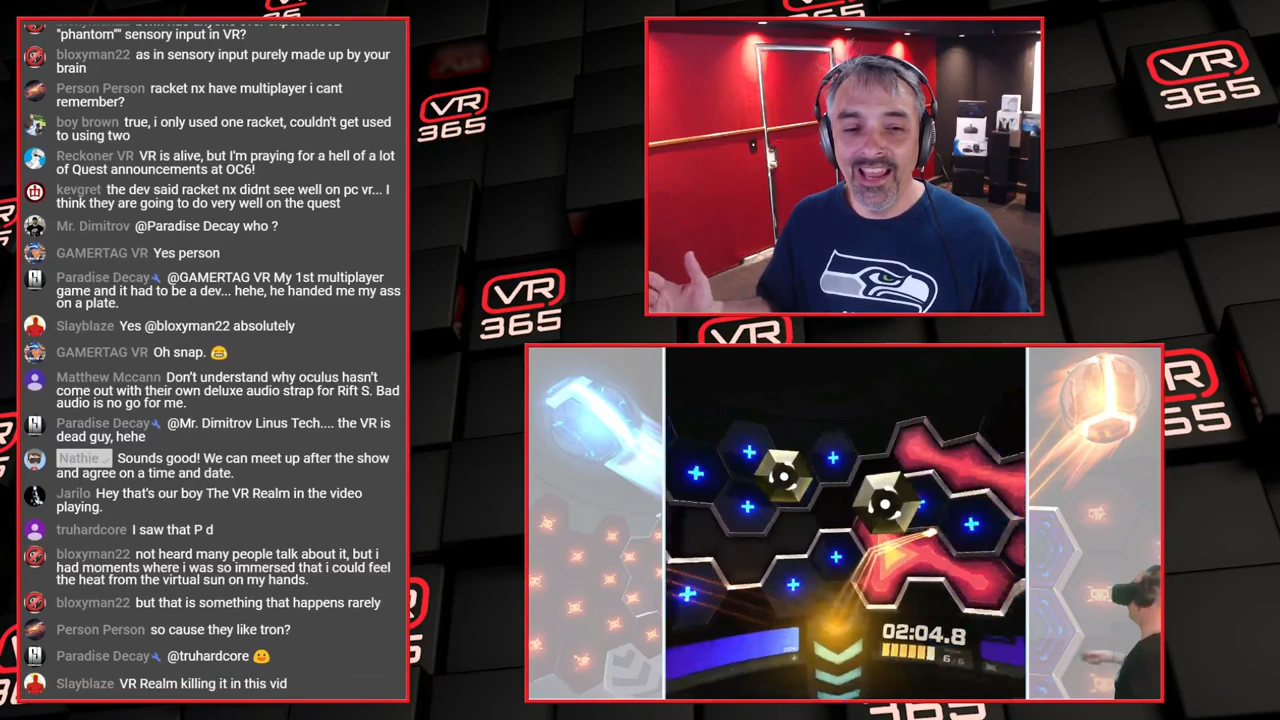 "phantom"" sensory input in VR?
bloxyman22 as in sensory input purely made up by your
brain
Person Person racket nx have multiplayer i cant
remember?
boy brown true, i only used one racket, couldn't get used
to using two
Reckoner VR VR is alive, but I'm praying for a hell of a lot
of Quest announcements at OC6!
kevgret the dev said racket nx didnt see well on pc vr... I
think they are going to do very well on the quest
Mr. Dimitrov @Paradise Decay who ?
GAMERTAG VR Yes person
Paradise Decay @GAMERTAG VR My 1st multiplayer
game and it had to be a dev... hehe, he handed me my ass
on a plate.
Slayblaze Yes @bloxyman22 absolutely
GAMERTAG VR Oh snap. 😂
Matthew Mccann Don't understand why oculus hasn't
come out with their own deluxe audio strap for Rift S. Bad
audio is no go for me.
Paradise Decay @Mr. Dimitrov Linus Tech.... the VR is
dead guy, hehe
Nathie Sounds good! We can meet up after the show
and agree on a time and date.
Jarilo Hey that's our boy The VR Realm in the video
playing.
truhardcore I saw that P d
bloxyman22 not heard many people talk about it, but i
had moments where i was so immersed that i could feel
the heat from the virtual sun on my hands.
bloxyman22 but that is something that happens rarely
Person Person so cause they like tron?
Paradise Decay @truhardcore 😛
Slayblaze VR Realm killing it in this vid
365
VR
365
VR
365
VR
365
VR
365
VR
365
02:04.8
6/6